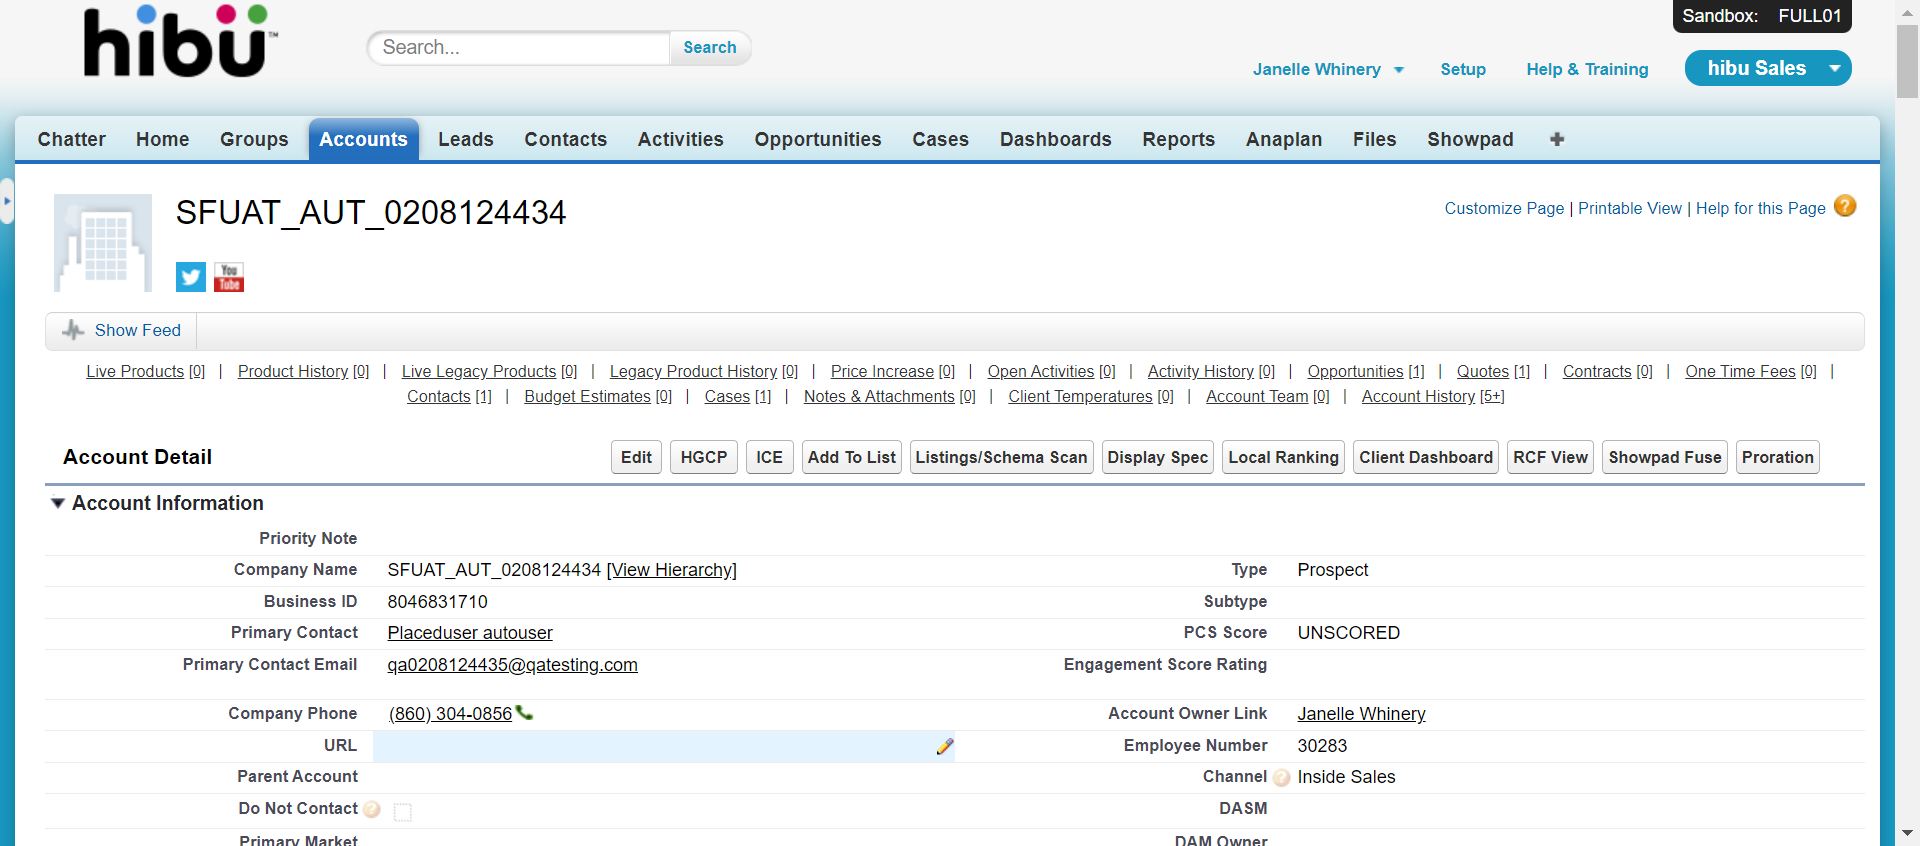 hibü™
Search...
Search
Sandbox: FULL01
Janelle Whinery
Setup
Help & Training
hibu Sales
Chatter Home Groups Accounts Leads Contacts Activities Opportunities Cases Dashboards Reports Anaplan Files Showpad
SFUAT_AUT_0208124434
Customize Page | Printable View | Help for this Page ?
You
Tube
Show Feed
Live Products [0] | Product History [0] | Live Legacy Products [0] | Legacy Product History [0] | Price Increase [0] | Open Activities [0] | Activity History [0] | Opportunities [1] | Quotes [1] | Contracts [0] | One Time Fees [0] |
Contacts [1] | Budget Estimates [0] | Cases [1] | Notes & Attachments [0] | Client Temperatures [0] | Account Team [0] | Account History [5+]
Account Detail
Edit HGCP ICE Add To List Listings/Schema Scan Display Spec Local Ranking Client Dashboard RCF View Showpad Fuse Proration
Account Information
Priority Note
Company Name SFUAT_AUT_0208124434 [View Hierarchy] Type Prospect
Business ID 8046831710 Subtype
Primary Contact Placeduser autouser PCS Score UNSCORED
Primary Contact Email qa0208124435@qatesting.com Engagement Score Rating
Company Phone (860) 304-0856 Account Owner Link Janelle Whinery
URL Employee Number 30283
Parent Account Channel ? Inside Sales
Do Not Contact ? DASM
Primary Market DAM Owner